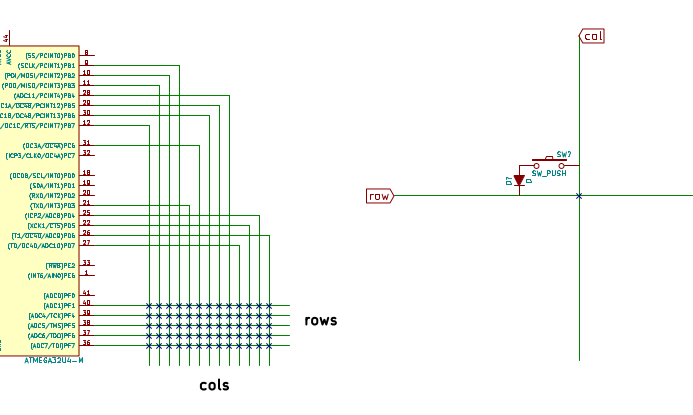 44
AVCC
(SS/PCINT0)PB0 8
(SCLK/PCINT1)PB1 9
(PDI/MOSI/PCINT2)PB2 10
(PDO/MISO/PCINT3)PB3 11
(ADC11/PCINT4)PB4 28
C1A/OC4B/PCINT12)PB5 29
C1B/OC4B/PCINT13)PB6 30
/OC1C/RTS/PCINT7)PB7 12
(OC3A/OC4A)PC6 31
(ICP3/CLK0/OC4A)PC7 32
(OC0B/SCL/INT0)PD0 18
(SDA/INT1)PD1 19
(RXD/INT2)PD2 20
(TXD/INT3)PD3 21
(ICP2/ADC8)PD4 25
(XCK1/CTS)PD5 22
(T1/OC4D/ADC9)PD6 26
(T0/OC4D/ADC10)PD7 27
(HWB)PE2 33
(INT6/AIN0)PE6 1
(ADC0)PF0 41
(ADC1)PF1 40
(ADC4/TCK)PF4 39
(ADC5/TMS)PF5 38
(ADC6/TDO)PF6 37
(ADC7/TDI)PF7 36
ATMEGA32U4-M
rows
cols
col
SW?
SW_PUSH
D?
D
row